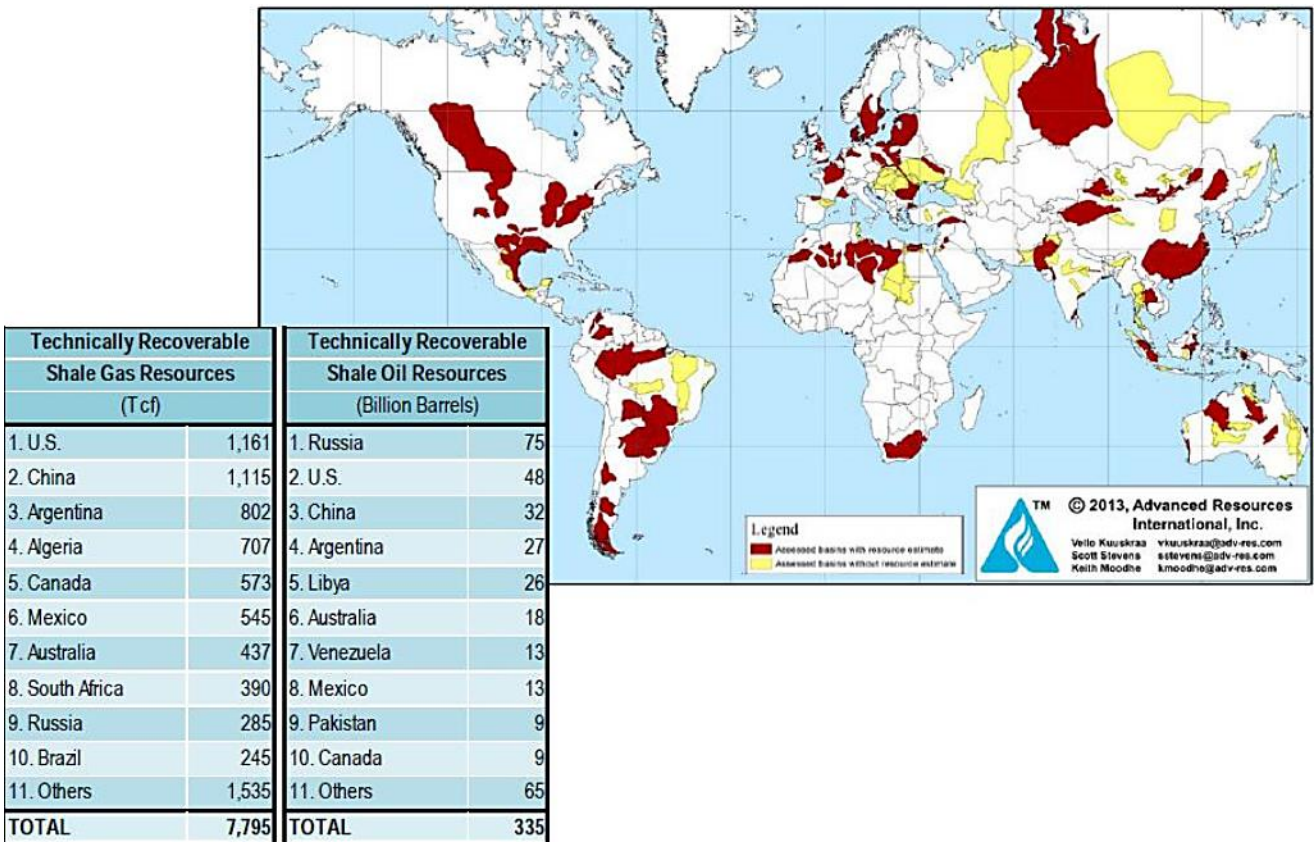 Technically Recoverable
Shale Gas Resources
(Tcf)
1. U.S. 1,161
2. China 1,115
3. Argentina 802
4. Algeria 707
5. Canada 573
6. Mexico 545
7. Australia 437
8. South Africa 390
9. Russia 285
10. Brazil 245
11. Others 1,535
TOTAL 7,795
Technically Recoverable
Shale Oil Resources
(Billion Barrels)
1. Russia 75
2. U.S. 48
3. China 32
4. Argentina 27
5. Libya 26
6. Australia 18
7. Venezuela 13
8. Mexico 13
9. Pakistan 9
10. Canada 9
11. Others 65
TOTAL 335
Legend
Assessed basins with resource estimate
Assessed basins without resource estimate
TM
© 2013, Advanced Resources
International, Inc.
Vello Kuuskraa vkuuskraa@adv-res.com
Scott Stevens sstevens@adv-res.com
Keith Moodhe kmoodhe@adv-res.com